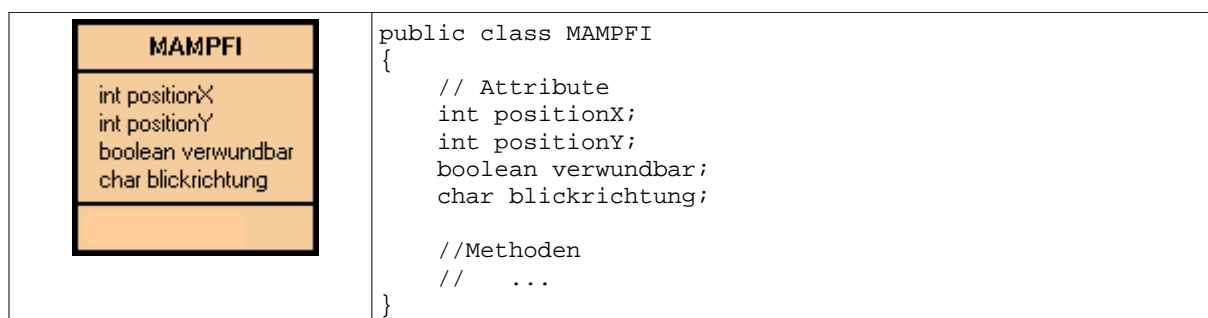 MAMPFI
int positionX
int positionY
boolean verwundbar
char blickrichtung
public class MAMPFI
{
    // Attribute
    int positionX;
    int positionY;
    boolean verwundbar;
    char blickrichtung;

    //Methoden
    //   ...
}